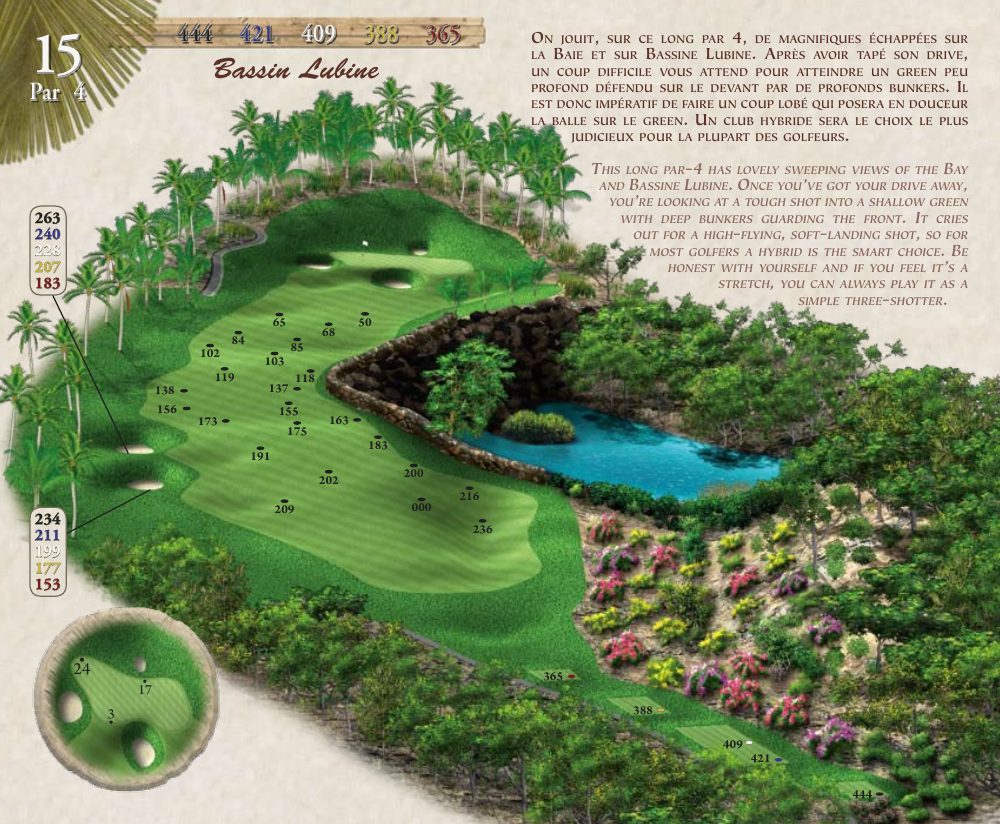 15
Par 4
444 421 409 388 365
Bassin Lubine
On jouit, sur ce long par 4, de magnifiques échappées sur
la Baie et sur Bassine Lubine. Après avoir tapé son drive,
un coup difficile vous attend pour atteindre un green peu
profond défendu sur le devant par de profonds bunkers. Il
est donc impératif de faire un coup lobé qui posera en douceur
la balle sur le green. Un club hybride sera le choix le plus
judicieux pour la plupart des golfeurs.
This long par-4 has lovely sweeping views of the Bay
and Bassine Lubine. Once you've got your drive away,
you're looking at a tough shot into a shallow green
with deep bunkers guarding the front. It cries
out for a high-flying, soft-landing shot, so for
most golfers a hybrid is the smart choice. Be
honest with yourself and if you feel it's a
stretch, you can always play it as a
simple three-shotter.
263
240
228
207
183
65
50
68
84
85
102
103
119
118
138
137
156
155
173
163
175
183
191
200
202
216
209
000
236
234
211
199
177
153
24
17
3
365
388
409
421
444